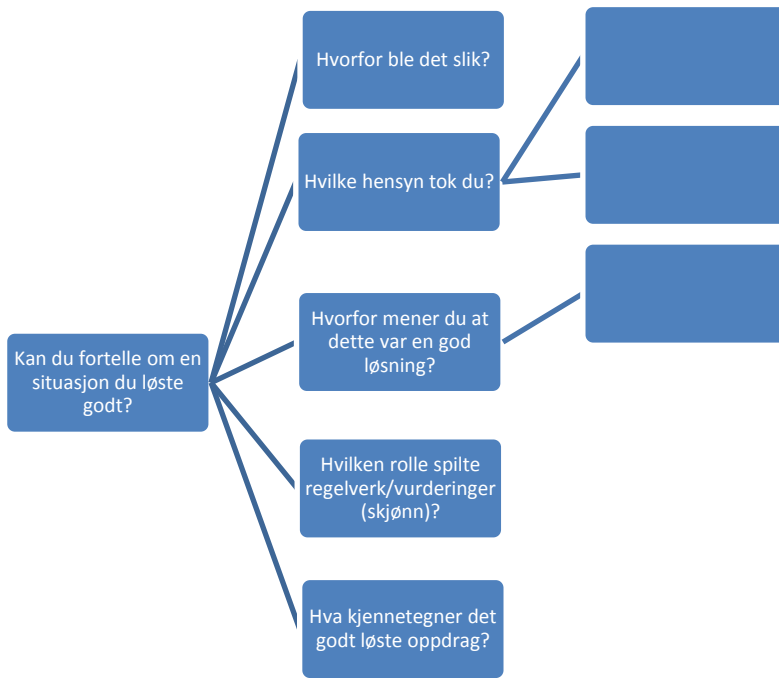 Hvorfor ble det slik?
Hvilke hensyn tok du?
Hvorfor mener du at
dette var en god
løsning?
Kan du fortelle om en
situasjon du løste
godt?
Hvilken rolle spilte
regelverk/vurderinger
(skjønn)?
Hva kjennetegner det
godt løste oppdrag?